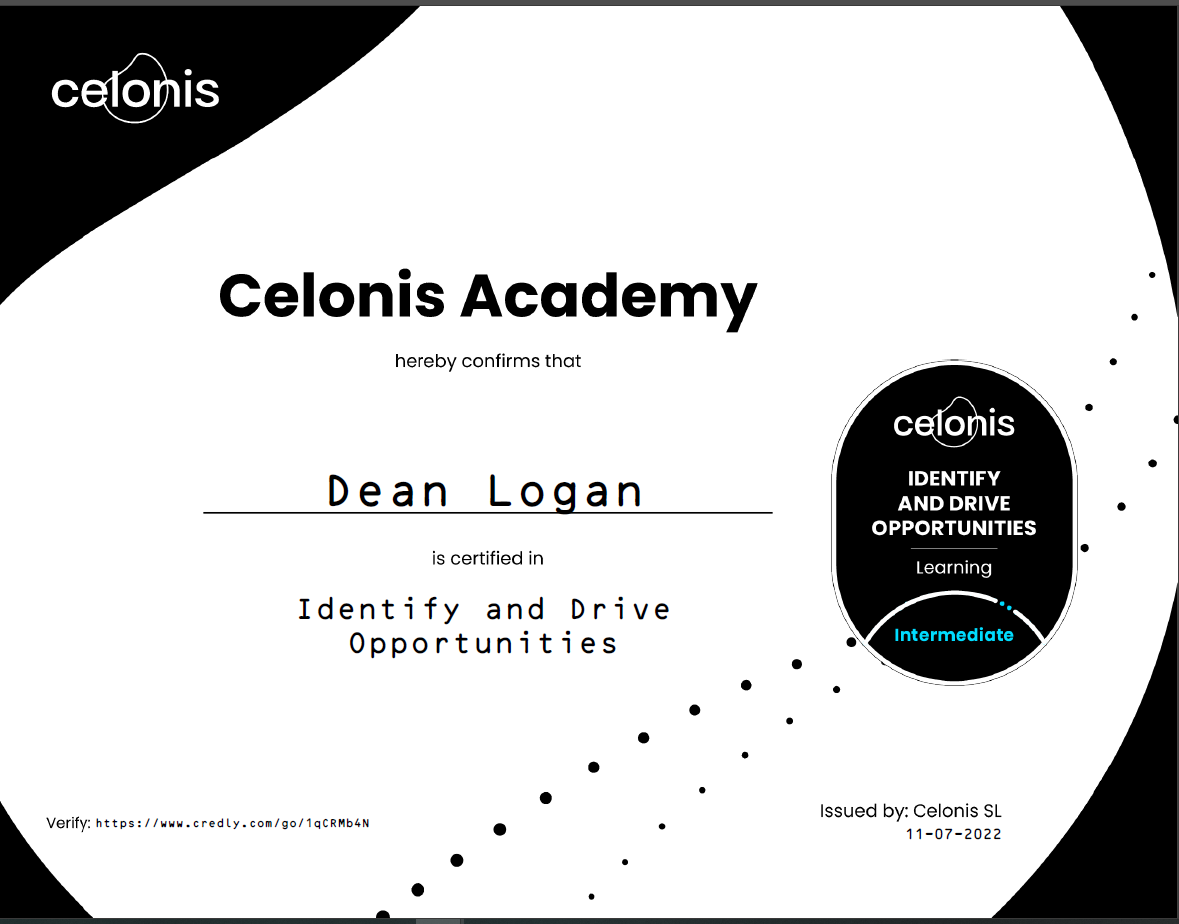 celonis
Celonis Academy
hereby confirms that
Dean Logan
is certified in
Identify and Drive
Opportunities
celonis
IDENTIFY
AND DRIVE
OPPORTUNITIES
Learning
Intermediate
Verify: https://www.credly.com/go/1qCRMb4N
Issued by: Celonis SL
11-07-2022